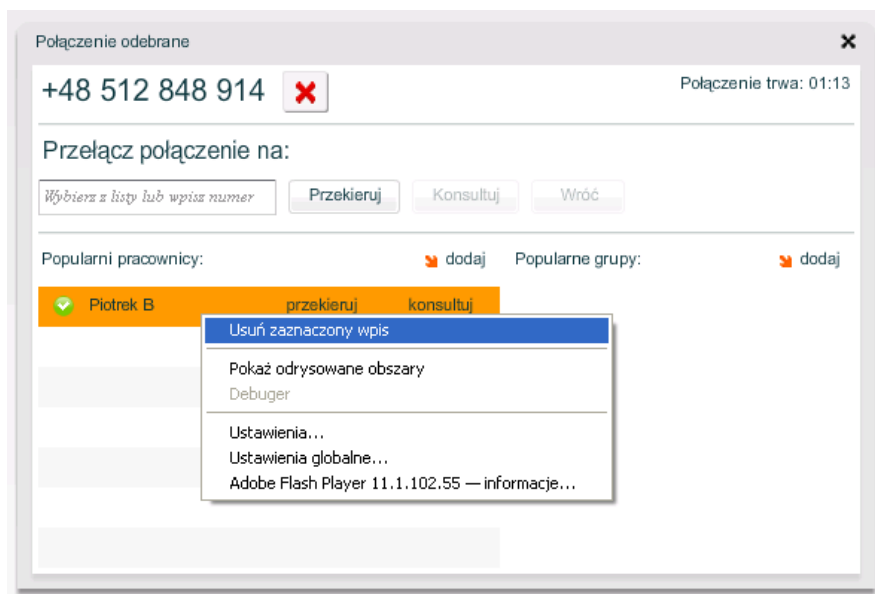 Połączenie odebrane
+48 512 848 914
Połączenie trwa: 01:13
Przełącz połączenie na:
Wybierz z listy lub wpisz numer Przekieruj Konsultuj Wróć
Popularni pracownicy: dodaj Popularne grupy: dodaj
Piotrek B przekieruj konsultuj
Usuń zaznaczony wpis
Pokaż odrysowane obszary
Debuger
Ustawienia...
Ustawienia globalne...
Adobe Flash Player 11.1.102.55 — informacje...